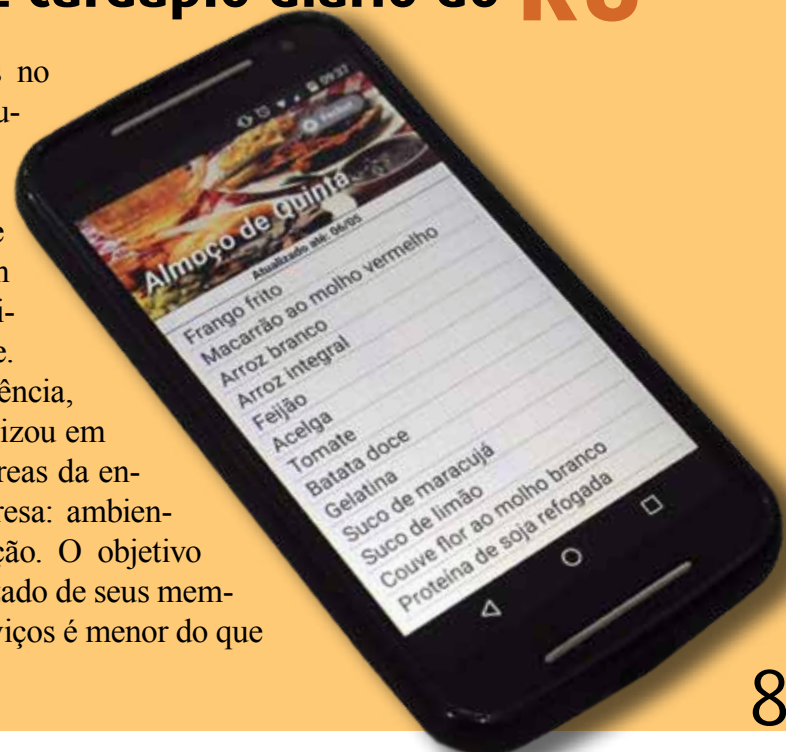 cardápio diário do RU
s no
u-
e
n
i-
e.
ência,
izou em
reas da en-
resa: ambien-
ção. O objetivo
tado de seus mem-
viços é menor do que
09:37
Almoço de Quinta
Atualizado até: 06/05
Frango frito
Macarrão ao molho vermelho
Arroz branco
Arroz integral
Feijão
Acelga
Tomate
Batata doce
Gelatina
Suco de maracujá
Suco de limão
Couve flor ao molho branco
Proteína de soja refogada
8